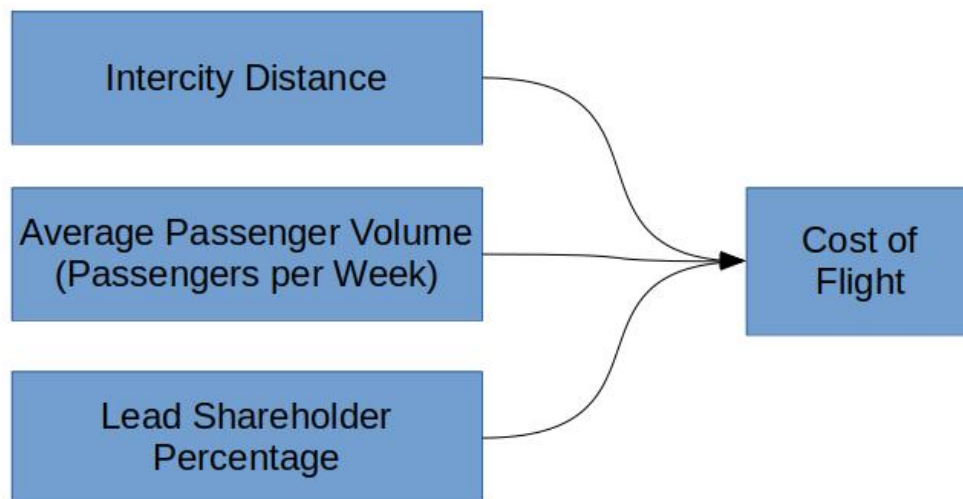 Intercity Distance
Average Passenger Volume
(Passengers per Week)
Lead Shareholder
Percentage
Cost of
Flight